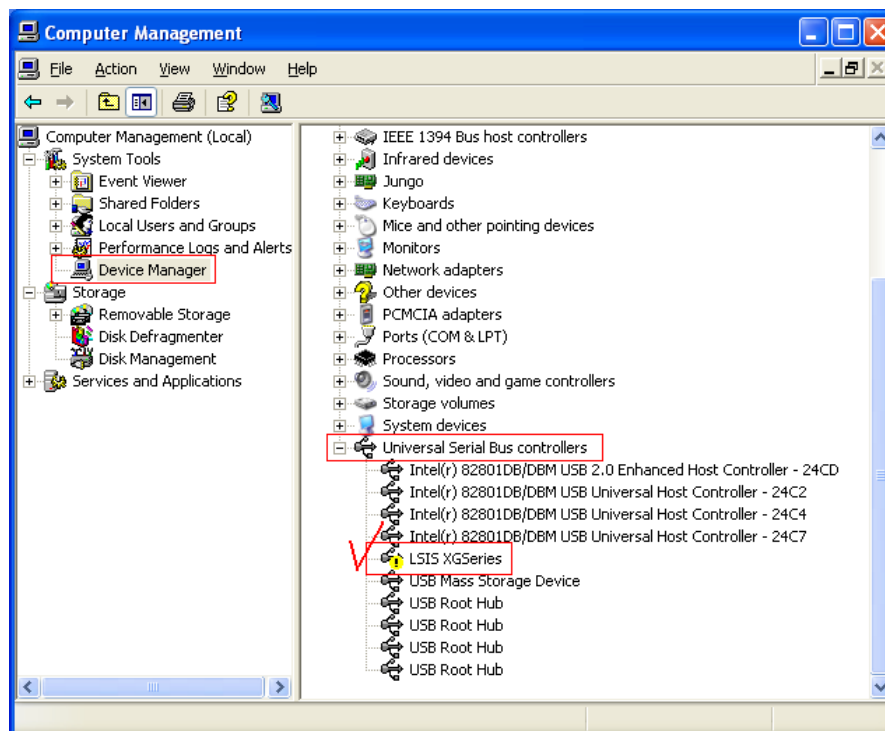 Computer Management
File Action View Window Help
Computer Management (Local)
System Tools
Event Viewer
Shared Folders
Local Users and Groups
Performance Logs and Alerts
Device Manager
Storage
Removable Storage
Disk Defragmenter
Disk Management
Services and Applications
IEEE 1394 Bus host controllers
Infrared devices
Jungo
Keyboards
Mice and other pointing devices
Monitors
Network adapters
Other devices
PCMCIA adapters
Ports (COM & LPT)
Processors
Sound, video and game controllers
Storage volumes
System devices
Universal Serial Bus controllers
Intel(r) 82801DB/DBM USB 2.0 Enhanced Host Controller - 24CD
Intel(r) 82801DB/DBM USB Universal Host Controller - 24C2
Intel(r) 82801DB/DBM USB Universal Host Controller - 24C4
Intel(r) 82801DB/DBM USB Universal Host Controller - 24C7
LSIS XGSeries
USB Mass Storage Device
USB Root Hub
USB Root Hub
USB Root Hub
USB Root Hub